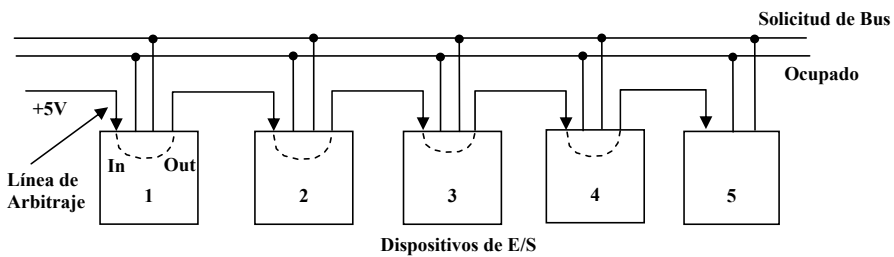 Solicitud de Bus
Ocupado
+5V
In Out
Línea de
Arbitraje
1 2 3 4 5
Dispositivos de E/S